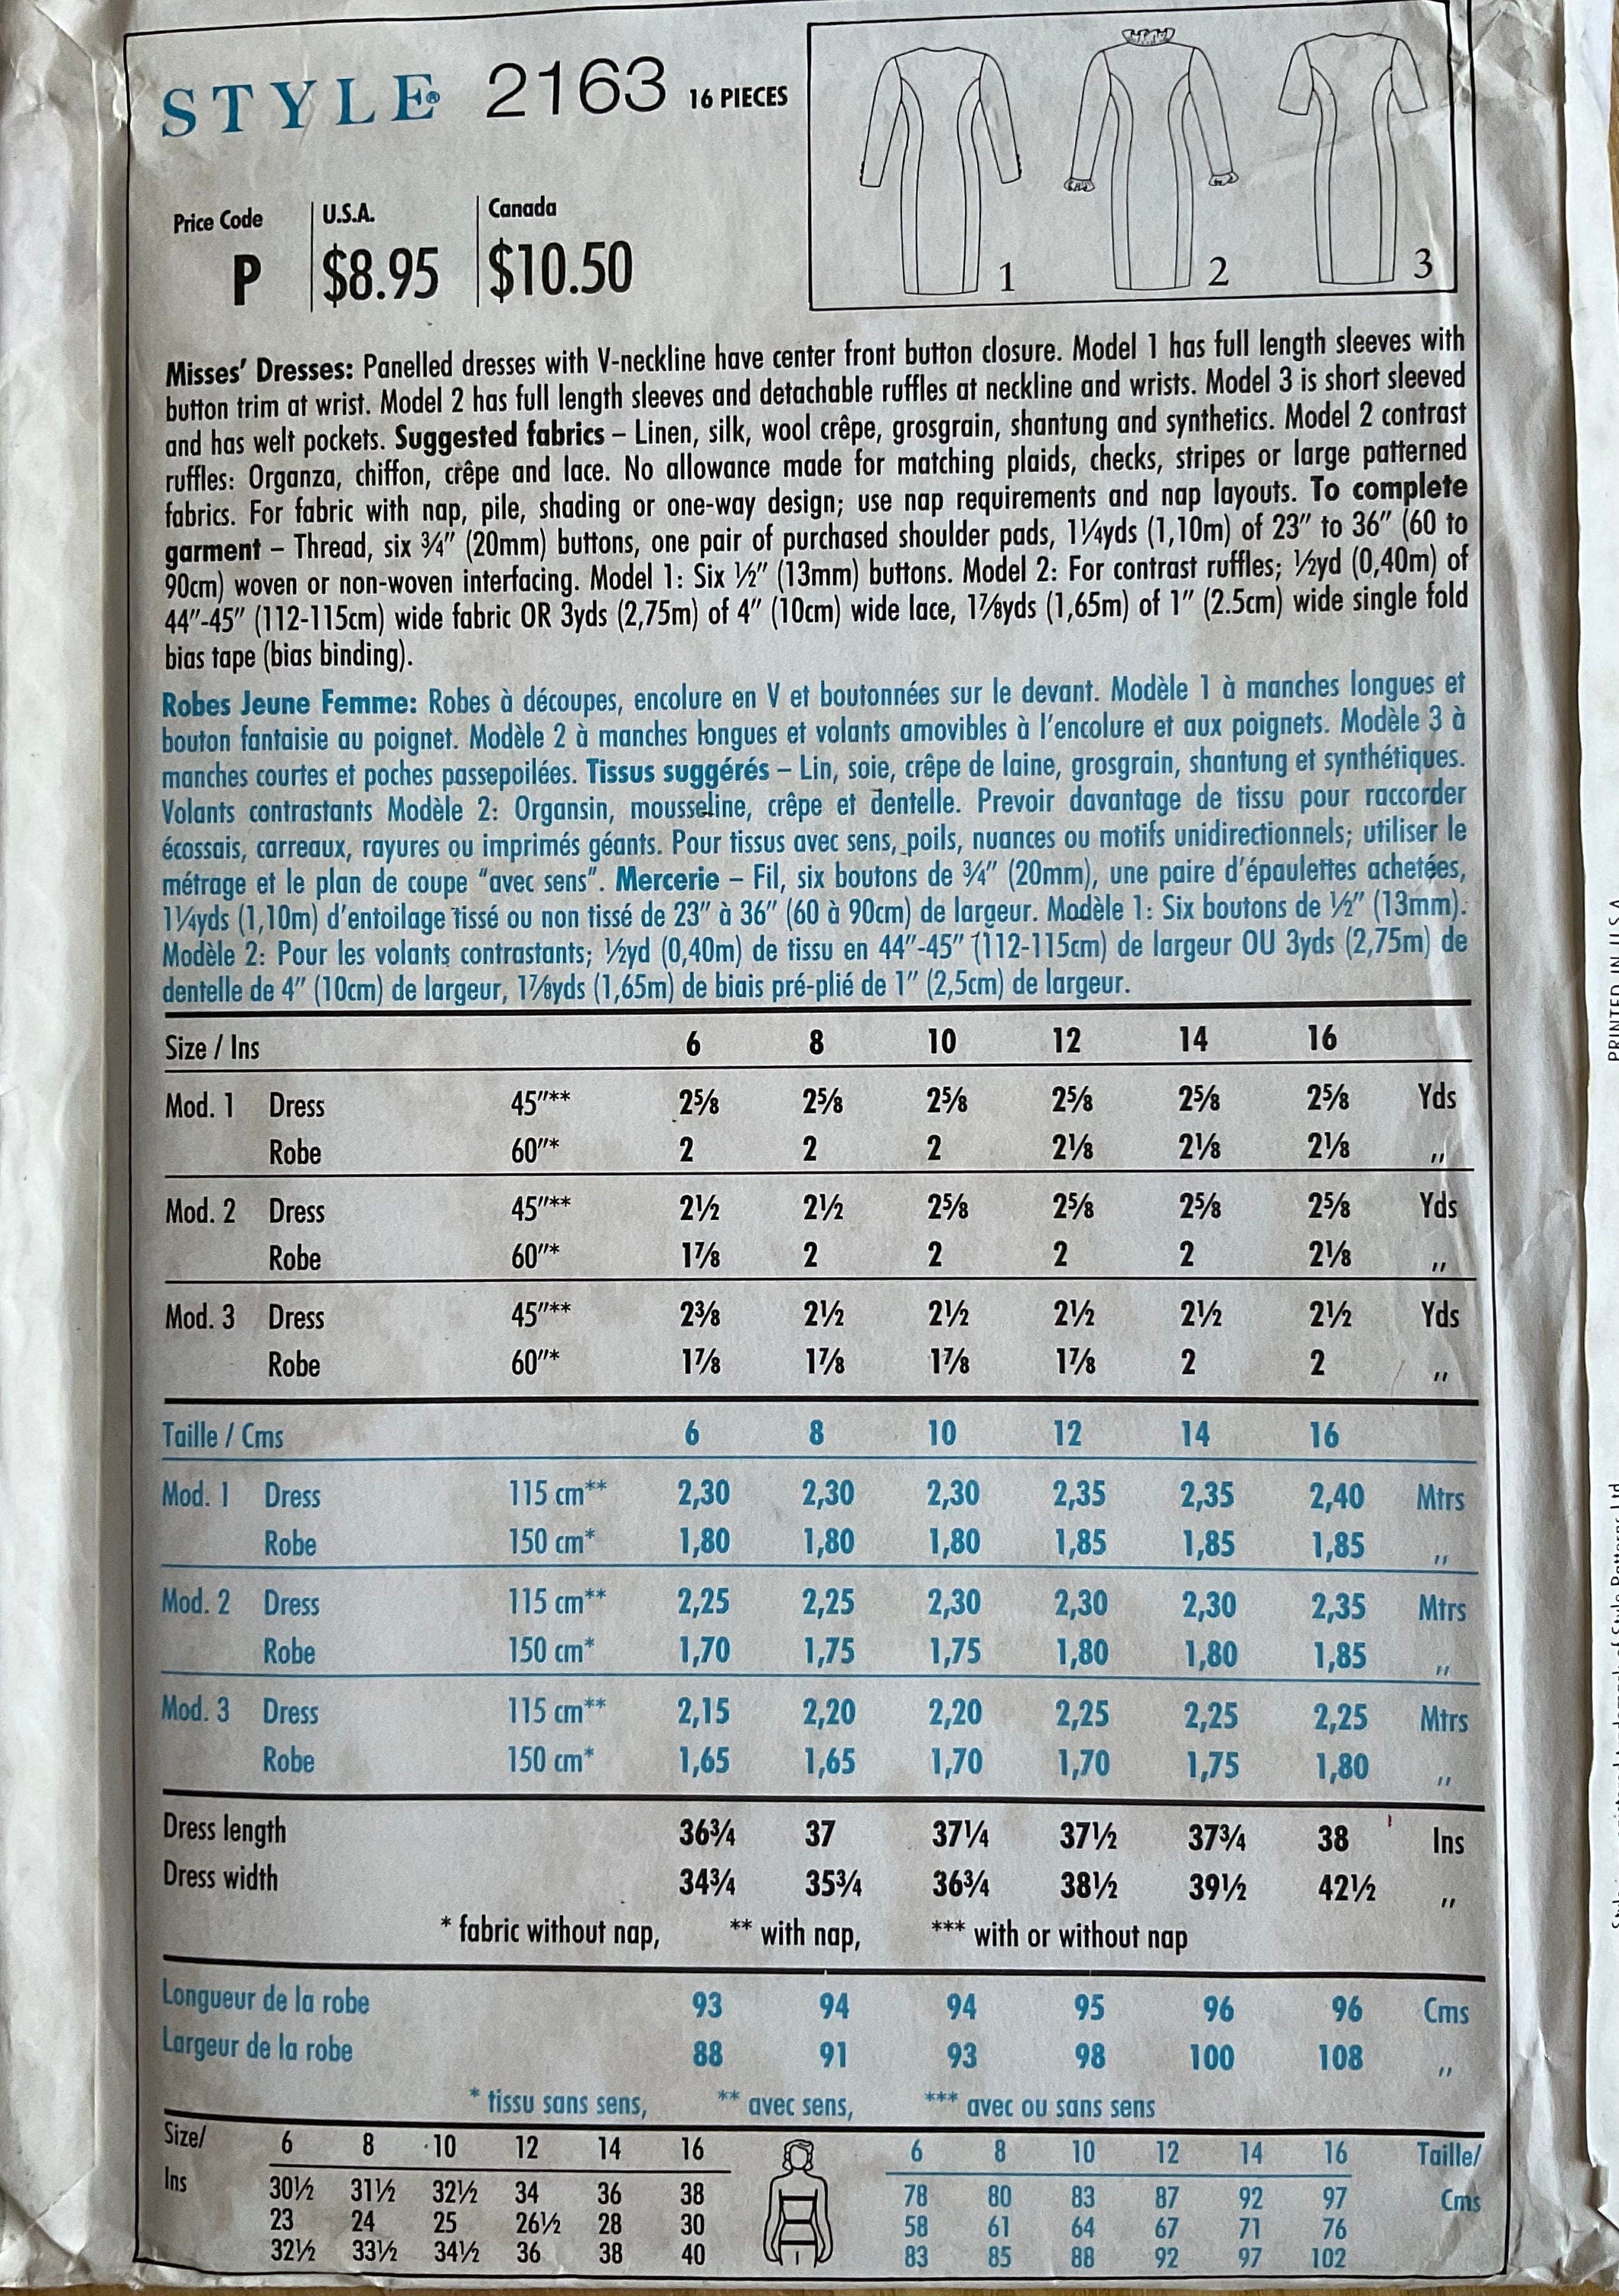 STYLE® 2163 16 PIECES
Price Code U.S.A. Canada
P $8.95 $10.50
1 2 3
Misses' Dresses: Panelled dresses with V-neckline have center front button closure. Model 1 has full length sleeves with
button trim at wrist. Model 2 has full length sleeves and detachable ruffles at neckline and wrists. Model 3 is short sleeved
and has welt pockets. Suggested fabrics – Linen, silk, wool crêpe, grosgrain, shantung and synthetics. Model 2 contrast
ruffles: Organza, chiffon, crêpe and lace. No allowance made for matching plaids, checks, stripes or large patterned
fabrics. For fabric with nap, pile, shading or one-way design; use nap requirements and nap layouts. To complete
garment – Thread, six ¾" (20mm) buttons, one pair of purchased shoulder pads, 1¼yds (1,10m) of 23" to 36" (60 to
90cm) woven or non-woven interfacing. Model 1: Six ½" (13mm) buttons. Model 2: For contrast ruffles; ½yd (0,40m) of
44"-45" (112-115cm) wide fabric OR 3yds (2,75m) of 4" (10cm) wide lace, 1⅞yds (1,65m) of 1" (2.5cm) wide single fold
bias tape (bias binding).
Robes Jeune Femme: Robes à découpes, encolure en V et boutonnées sur le devant. Modèle 1 à manches longues et
bouton fantaisie au poignet. Modèle 2 à manches longues et volants amovibles à l'encolure et aux poignets. Modèle 3 à
manches courtes et poches passepoilées. Tissus suggérés – Lin, soie, crêpe de laine, grosgrain, shantung et synthétiques.
Volants contrastants Modèle 2: Organsin, mousseline, crêpe et dentelle. Prevoir davantage de tissu pour raccorder
écossais, carreaux, rayures ou imprimés géants. Pour tissus avec sens, poils, nuances ou motifs unidirectionnels; utiliser le
métrage et le plan de coupe "avec sens". Mercerie – Fil, six boutons de ¾" (20mm), une paire d'épaulettes achetées,
1¼yds (1,10m) d'entoilage tissé ou non tissé de 23" à 36" (60 à 90cm) de largeur. Modèle 1: Six boutons de ½" (13mm).
Modèle 2: Pour les volants contrastants; ½yd (0,40m) de tissu en 44"-45" (112-115cm) de largeur OU 3yds (2,75m) de
dentelle de 4" (10cm) de largeur, 1⅞yds (1,65m) de biais pré-plié de 1" (2,5cm) de largeur.
Size / Ins 6 8 10 12 14 16
Mod. 1 Dress 45"** 2⅝ 2⅝ 2⅝ 2⅝ 2⅝ 2⅝ Yds
Robe 60"* 2 2 2 2⅛ 2⅛ 2⅛ ,,
Mod. 2 Dress 45"** 2½ 2½ 2⅝ 2⅝ 2⅝ 2⅝ Yds
Robe 60"* 1⅞ 2 2 2 2 2⅛ ,,
Mod. 3 Dress 45"** 2⅜ 2½ 2½ 2½ 2½ 2½ Yds
Robe 60"* 1⅞ 1⅞ 1⅞ 1⅞ 2 2 ,,
Taille / Cms 6 8 10 12 14 16
Mod. 1 Dress 115 cm** 2,30 2,30 2,30 2,35 2,35 2,40 Mtrs
Robe 150 cm* 1,80 1,80 1,80 1,85 1,85 1,85 ,,
Mod. 2 Dress 115 cm** 2,25 2,25 2,30 2,30 2,30 2,35 Mtrs
Robe 150 cm* 1,70 1,75 1,75 1,80 1,80 1,85 ,,
Mod. 3 Dress 115 cm** 2,15 2,20 2,20 2,25 2,25 2,25 Mtrs
Robe 150 cm* 1,65 1,65 1,70 1,70 1,75 1,80 ,,
Dress length 36¾ 37 37¼ 37½ 37¾ 38 Ins
Dress width 34¾ 35¾ 36¾ 38½ 39½ 42½ ,,
* fabric without nap, ** with nap, *** with or without nap
Longueur de la robe 93 94 94 95 96 96 Cms
Largeur de la robe 88 91 93 98 100 108 ,,
* tissu sans sens, ** avec sens, *** avec ou sans sens
Size/ 6 8 10 12 14 16 6 8 10 12 14 16 Taille/
Ins 30½ 31½ 32½ 34 36 38 78 80 83 87 92 97 Cms
23 24 25 26½ 28 30 58 61 64 67 71 76
32½ 33½ 34½ 36 38 40 83 85 88 92 97 102
PRINTED IN U.S.A.